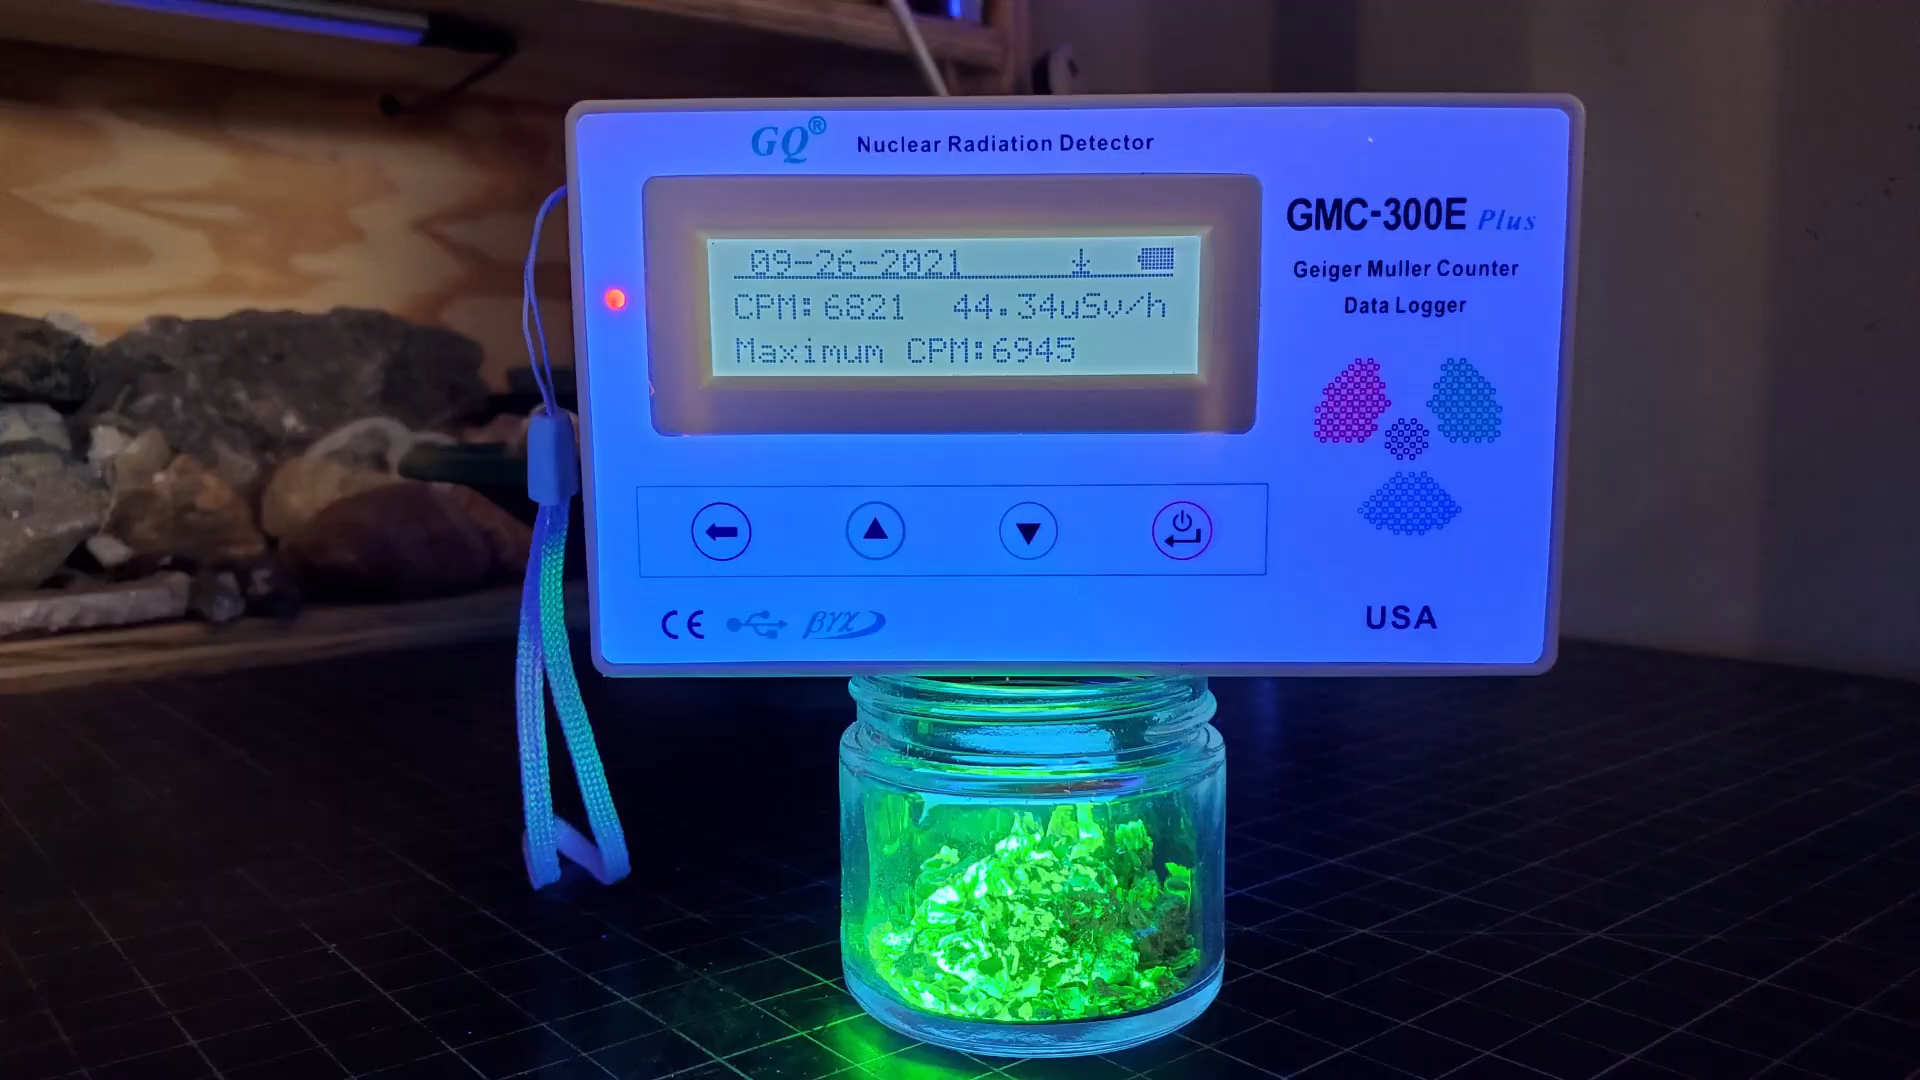 GQ® Nuclear Radiation Detector
09-26-2021
CPM:6821 44.34uSv/h
Maximum CPM:6945
GMC-300E Plus
Geiger Muller Counter
Data Logger
CE βγχ
USA